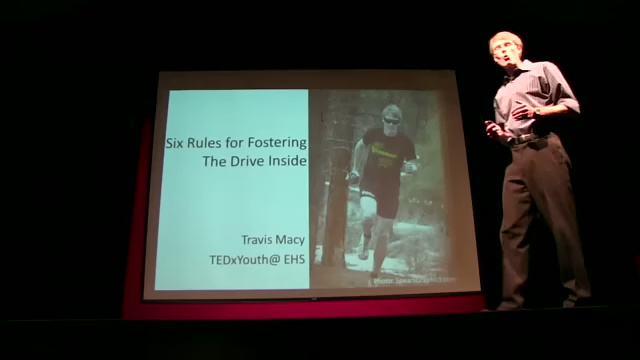 Six Rules for Fostering
The Drive Inside
Travis Macy
TEDxYouth@ EHS